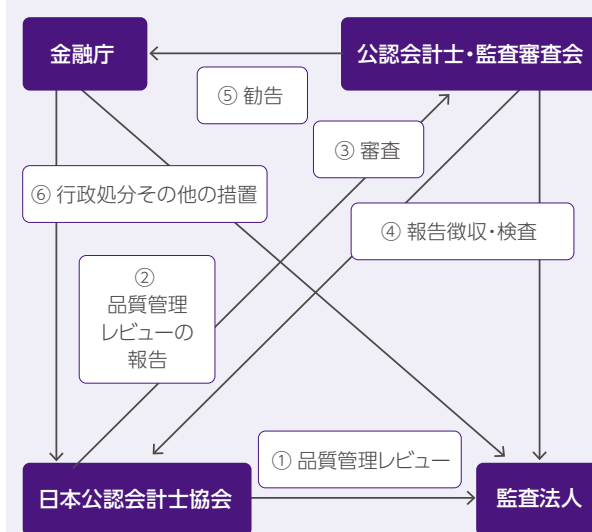 金融庁
公認会計士・監査審査会
⑤ 勧告
③ 審査
⑥ 行政処分その他の措置
④ 報告徴収・検査
②
品質管理
レビューの
報告
① 品質管理レビュー
日本公認会計士協会
監査法人